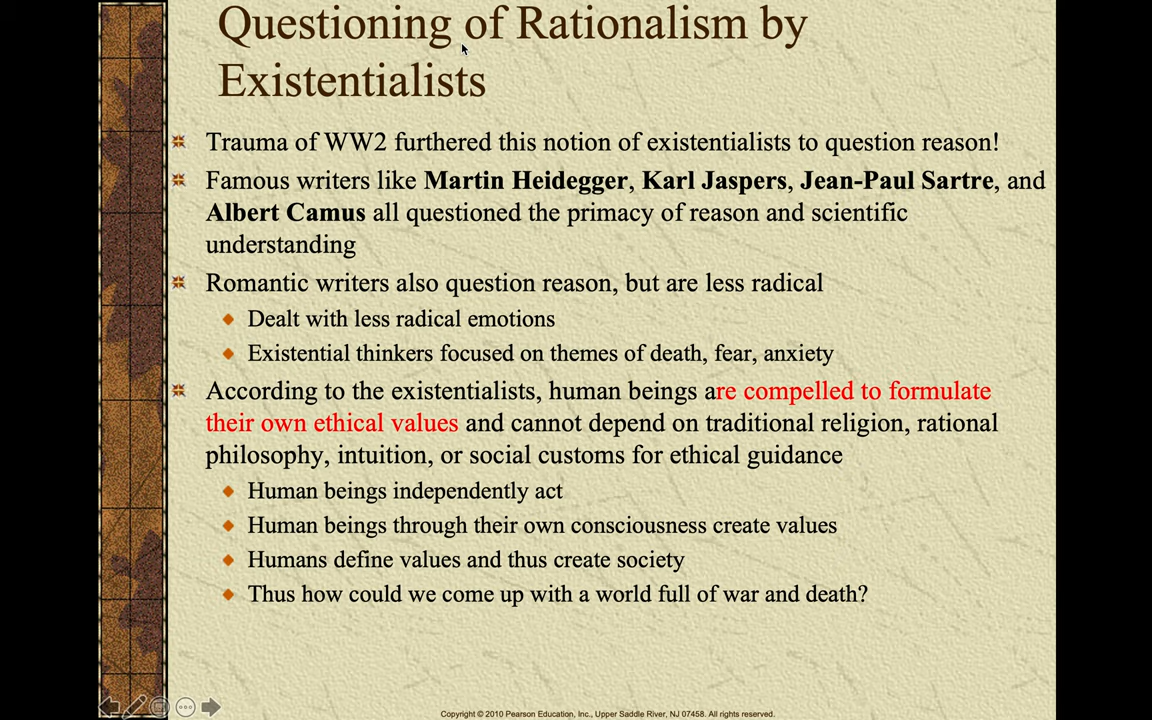 Questioning of Rationalism by
Existentialists
Trauma of WW2 furthered this notion of existentialists to question reason!
Famous writers like Martin Heidegger, Karl Jaspers, Jean-Paul Sartre, and
Albert Camus all questioned the primacy of reason and scientific
understanding
Romantic writers also question reason, but are less radical
Dealt with less radical emotions
Existential thinkers focused on themes of death, fear, anxiety
According to the existentialists, human beings are compelled to formulate
their own ethical values and cannot depend on traditional religion, rational
philosophy, intuition, or social customs for ethical guidance
Human beings independently act
Human beings through their own consciousness create values
Humans define values and thus create society
Thus how could we come up with a world full of war and death?
Copyright © 2010 Pearson Education, Inc., Upper Saddle River, NJ 07458. All rights reserved.